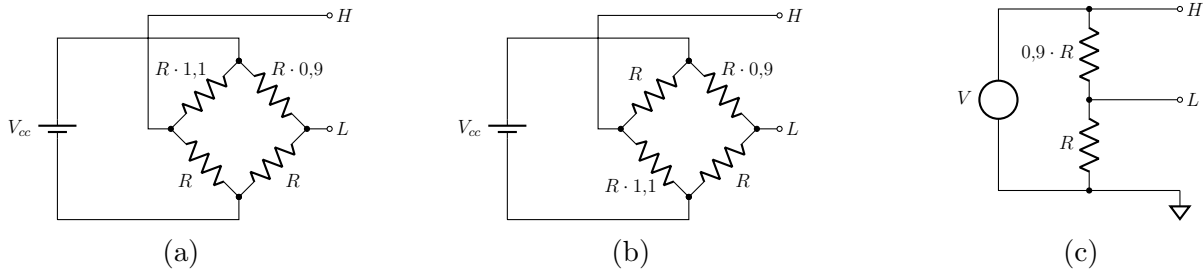 H
R · 1,1
R · 0,9
V_cc
L
R
R
(a)
H
R
R · 0,9
V_cc
L
R · 1,1
R
(b)
H
0,9 · R
V
L
R
(c)